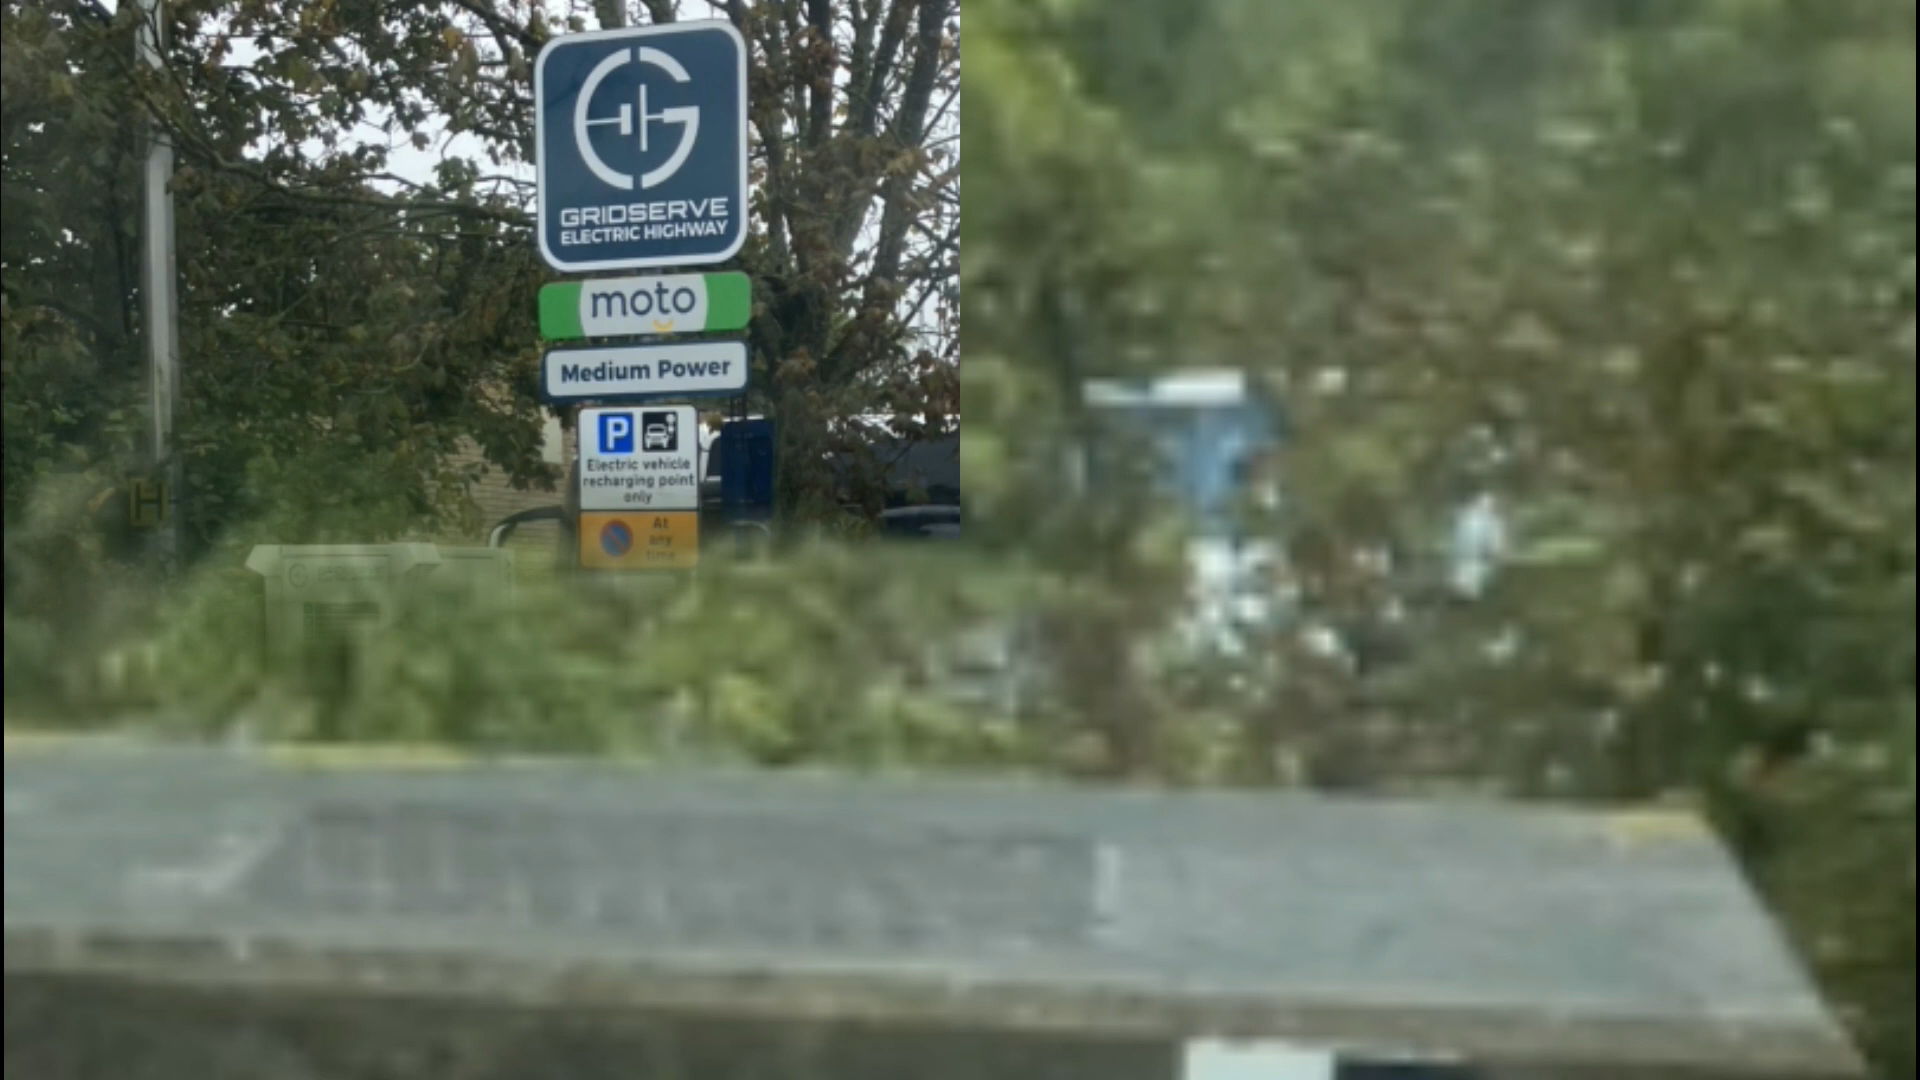 GRIDSERVE
ELECTRIC HIGHWAY
moto
Medium Power
P
Electric vehicle
recharging point
only
At
any
time
H